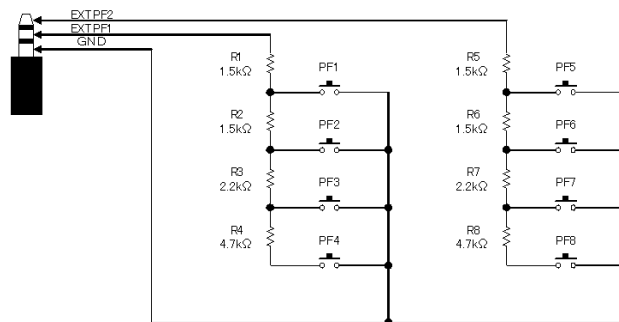 EXTPF2
EXTPF1
GND
R1
1.5kΩ
PF1
R5
1.5kΩ
PF5
R2
1.5kΩ
PF2
R6
1.5kΩ
PF6
R3
2.2kΩ
PF3
R7
2.2kΩ
PF7
R4
4.7kΩ
PF4
R8
4.7kΩ
PF8